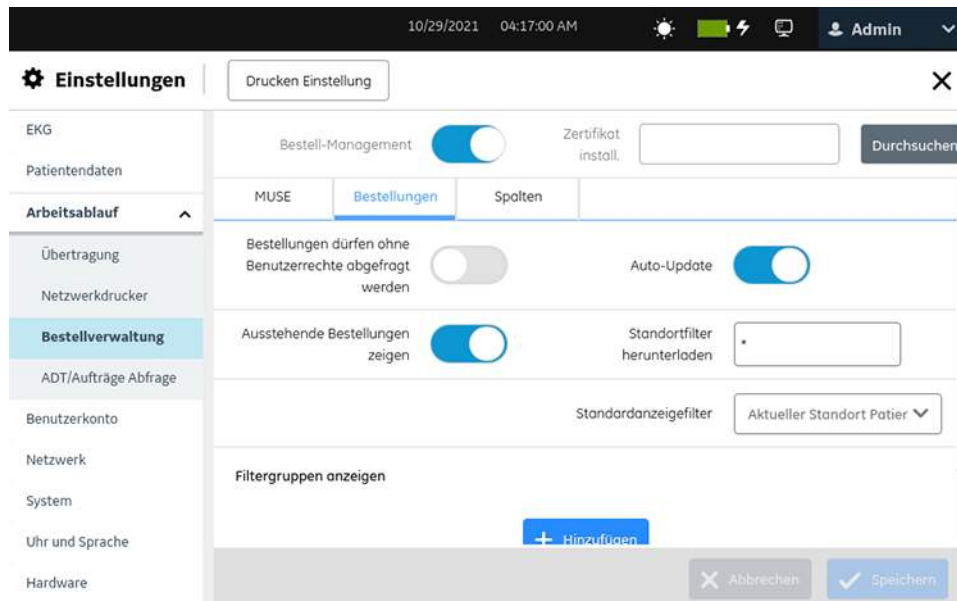 10/29/2021 04:17:00 AM
Admin
Einstellungen
Drucken Einstellung
EKG
Patientendaten
Arbeitsablauf
Übertragung
Netzwerkdrucker
Bestellverwaltung
ADT/Aufträge Abfrage
Benutzerkonto
Netzwerk
System
Uhr und Sprache
Hardware
Bestell-Management
Zertifikat
install.
Durchsuchen
MUSE
Bestellungen
Spalten
Bestellungen dürfen ohne
Benutzerrechte abgefragt
werden
Auto-Update
Ausstehende Bestellungen
zeigen
Standortfilter
herunterladen
*
Standardanzeigefilter
Aktueller Standort Patier
Filtergruppen anzeigen
+ Hinzufügen
Abbrechen
Speichern